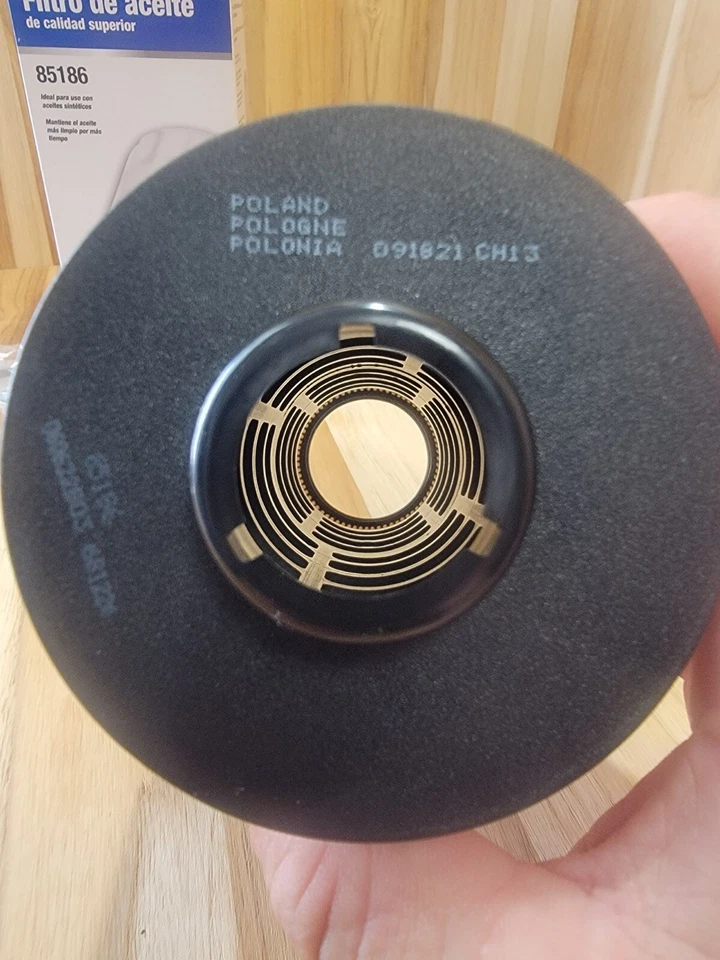 Filtro de aceite
de calidad superior
85186
Ideal para uso con
aceites sintéticos
Mantiene el aceite
más limpio por más
tiempo
POLAND
POLOGNE
POLONIA 091821 CH13
85186